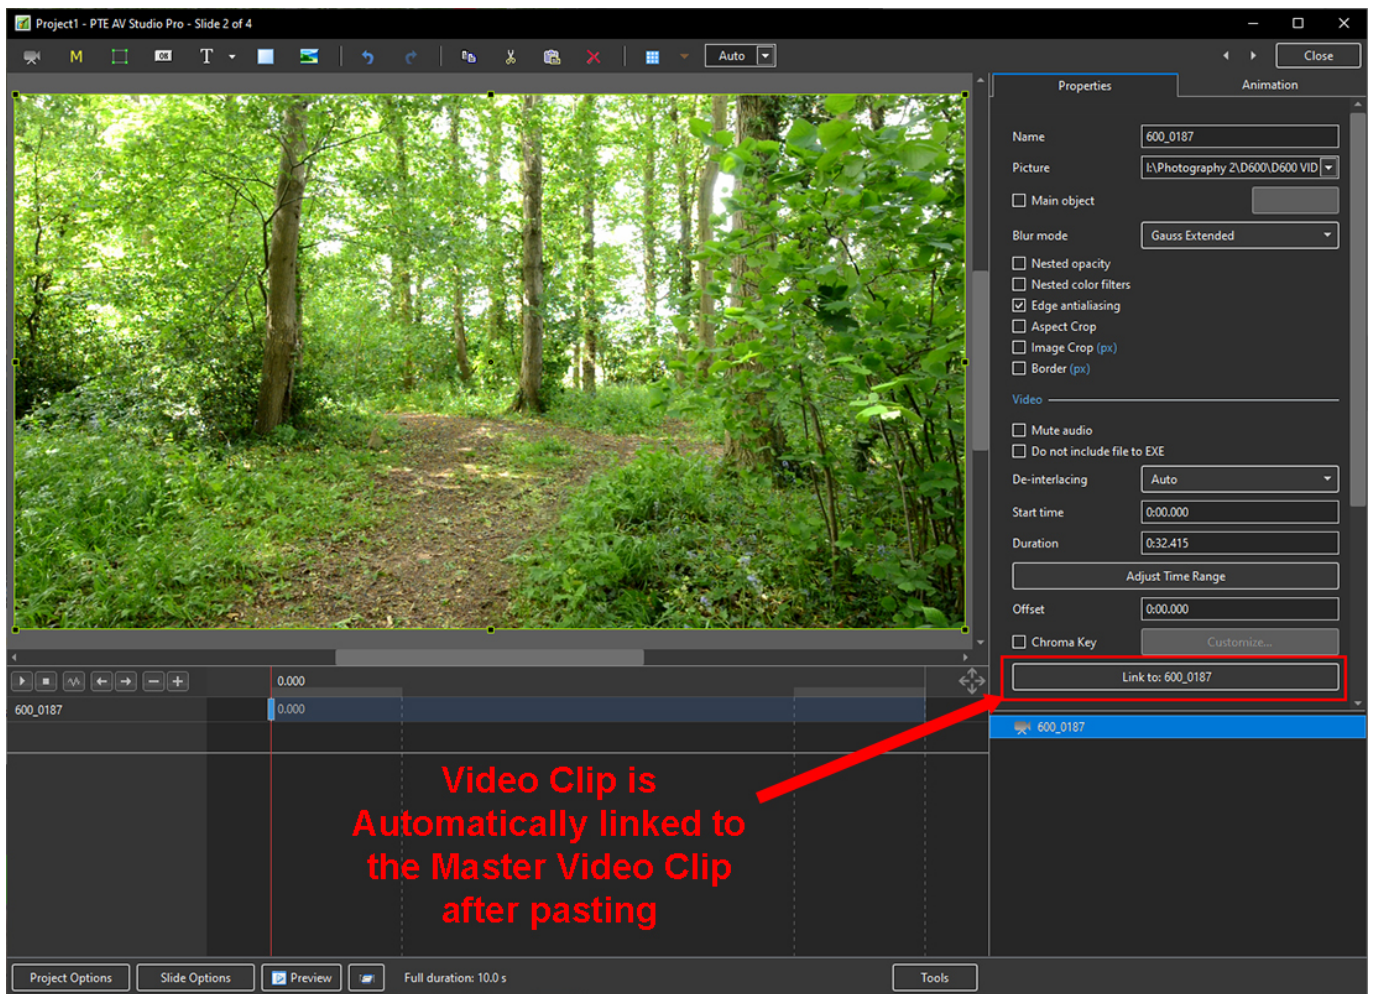 Project1 - PTE AV Studio Pro - Slide 2 of 4
M OK T Auto Close
Properties Animation
Name 600_0187
Picture I:\Photography 2\D600\D600 VID
Main object
Blur mode Gauss Extended
Nested opacity
Nested color filters
Edge antialiasing
Aspect Crop
Image Crop (px)
Border (px)
Video
Mute audio
Do not include file to EXE
De-interlacing Auto
Start time 0:00.000
Duration 0:32.415
Adjust Time Range
Offset 0:00.000
Chroma Key Customize...
Link to: 600_0187
0.000
600_0187 0.000
600_0187
Video Clip is
Automatically linked to
the Master Video Clip
after pasting
Project Options Slide Options Preview Full duration: 10.0 s Tools